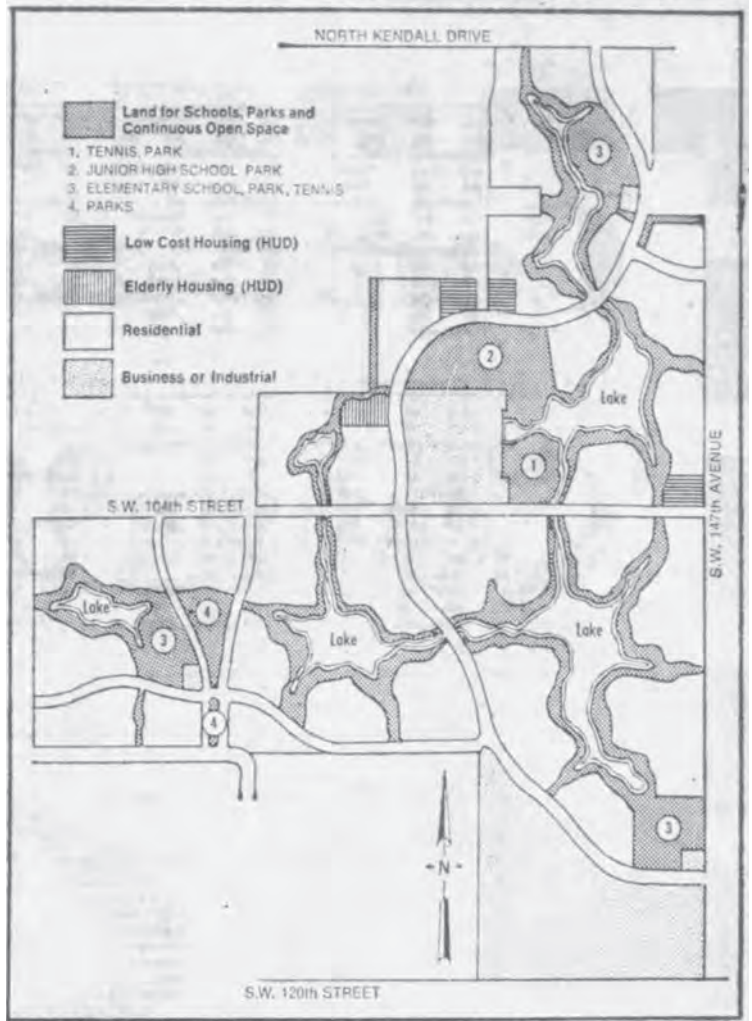 NORTH KENDALL DRIVE
Land for Schools, Parks and
Continuous Open Space
1. TENNIS, PARK
2. JUNIOR HIGH SCHOOL PARK
3. ELEMENTARY SCHOOL, PARK, TENNIS
4. PARKS
Low Cost Housing (HUD)
Elderly Housing (HUD)
Residential
Business or Industrial
3
2
Lake
1
S.W. 104th STREET
S.W. 147th AVENUE
Lake
4
3
Lake
Lake
4
3
N
S.W. 120th STREET